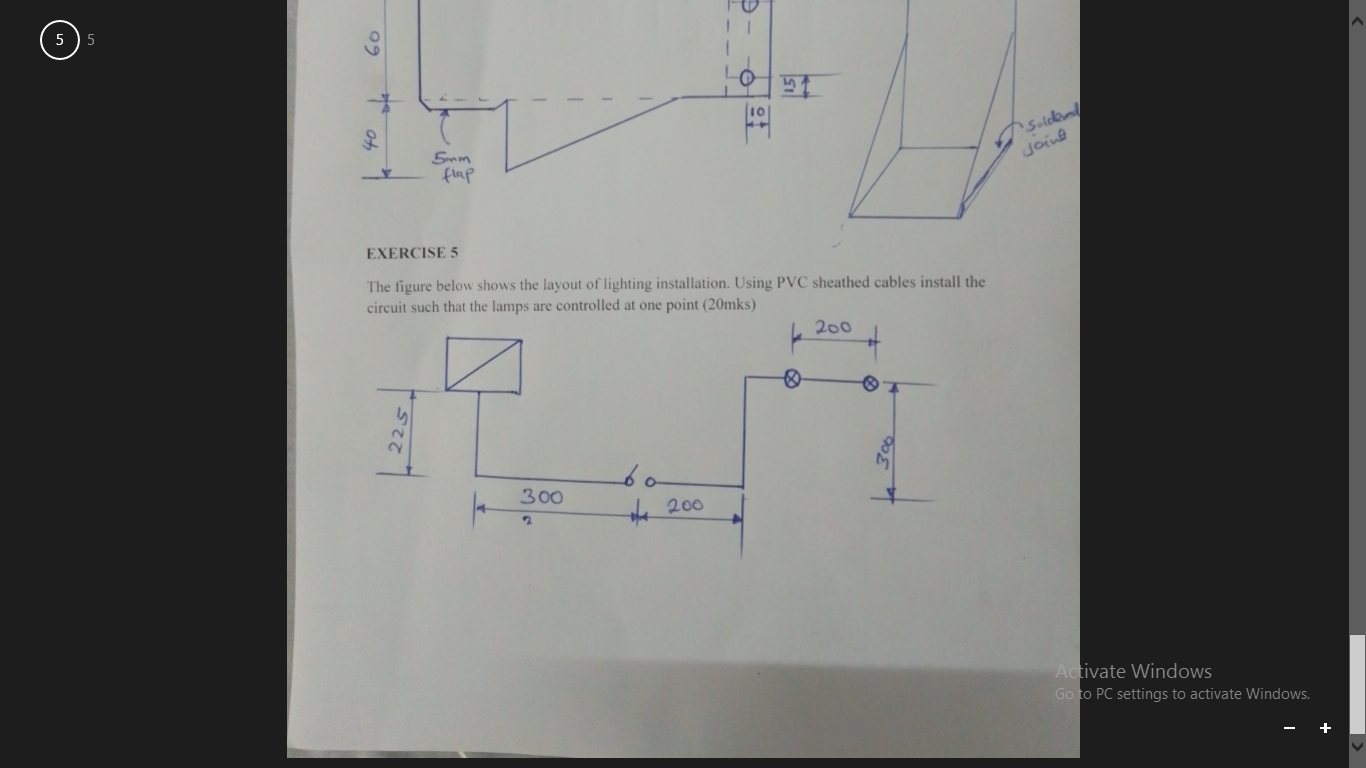 5 5
60
40
5mm
flap
15
10
Soldered
joint
EXERCISE 5
The figure below shows the layout of lighting installation. Using PVC sheathed cables install the
circuit such that the lamps are controlled at one point (20mks)
200
225
300
300
200
Activate Windows
Go to PC settings to activate Windows.